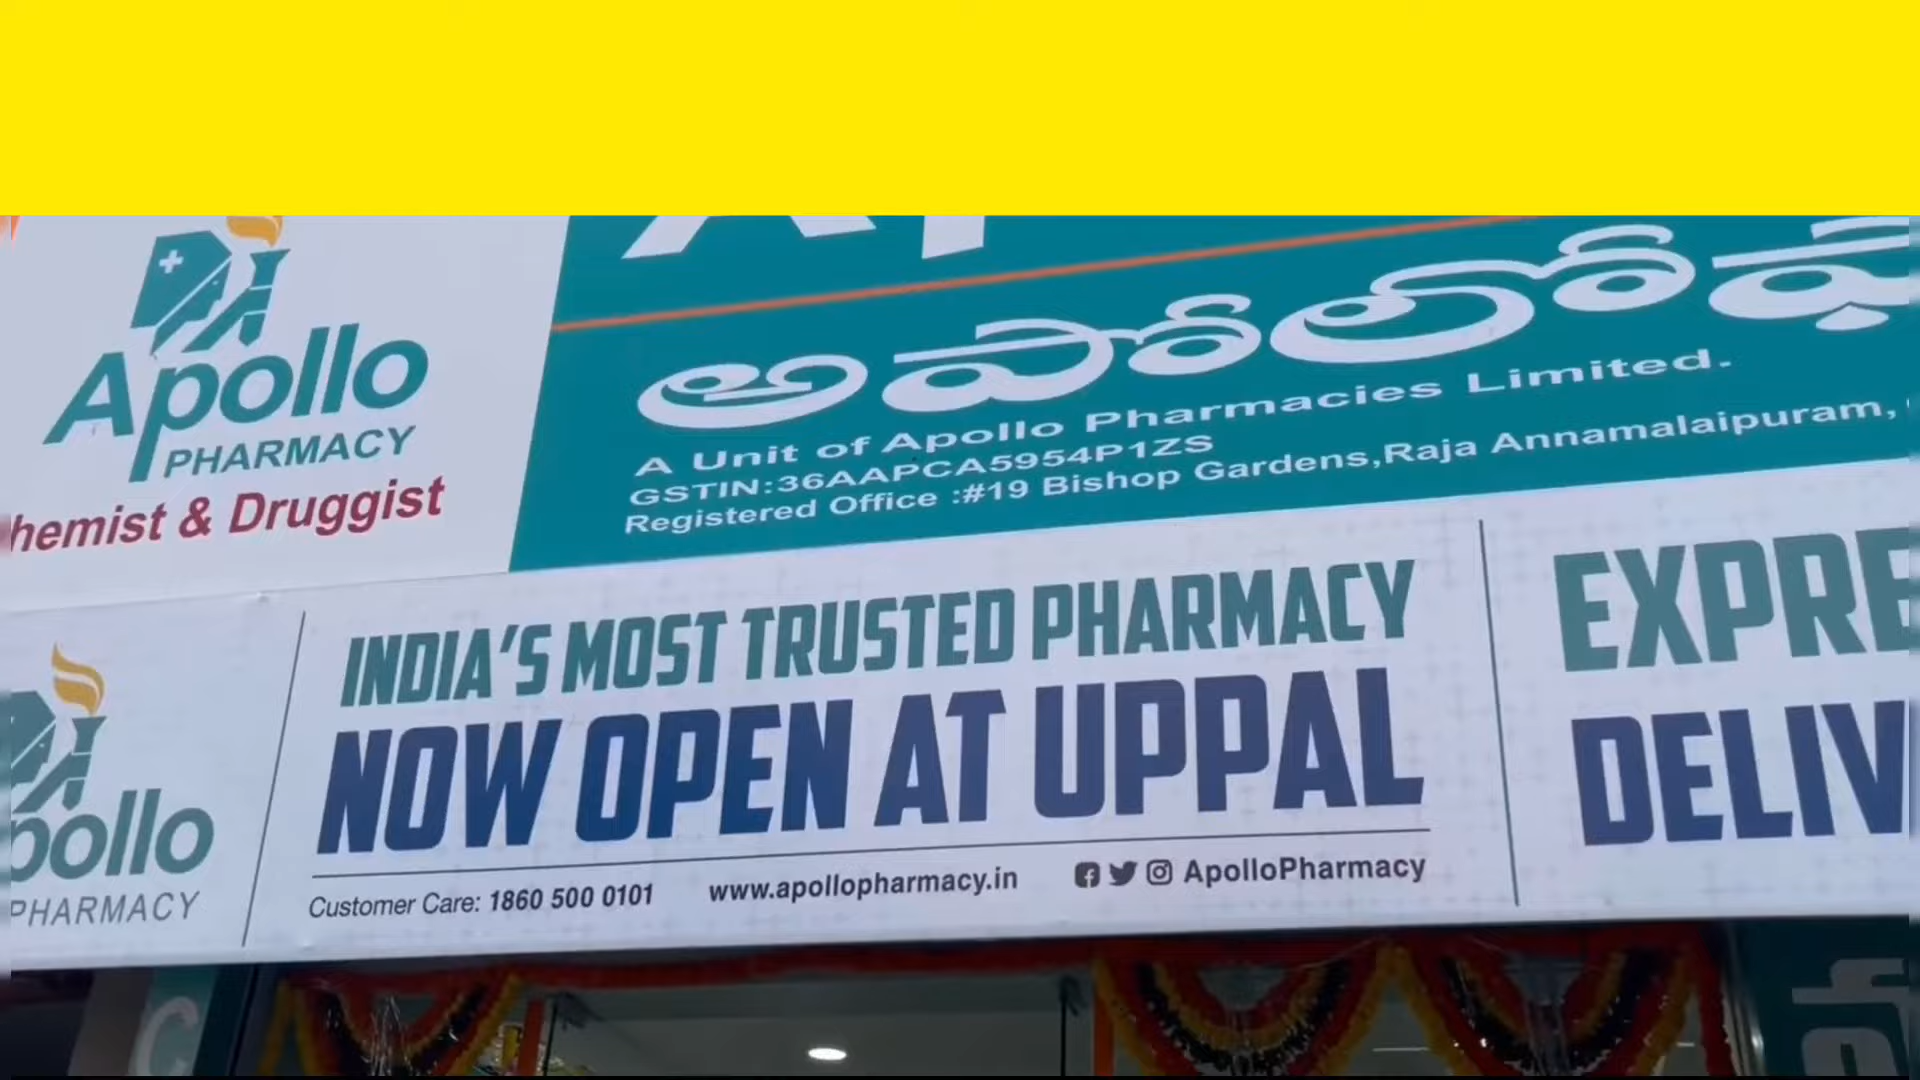 Apollo
PHARMACY
hemist & Druggist
అపోలో
A Unit of Apollo Pharmacies Limited.
GSTIN:36AAPCA5954P1ZS
Registered Office :#19 Bishop Gardens,Raja Annamalaipuram,
INDIA'S MOST TRUSTED PHARMACY
NOW OPEN AT UPPAL
Customer Care: 1860 500 0101 www.apollopharmacy.in ApolloPharmacy
pollo
PHARMACY
EXPRE
DELIV